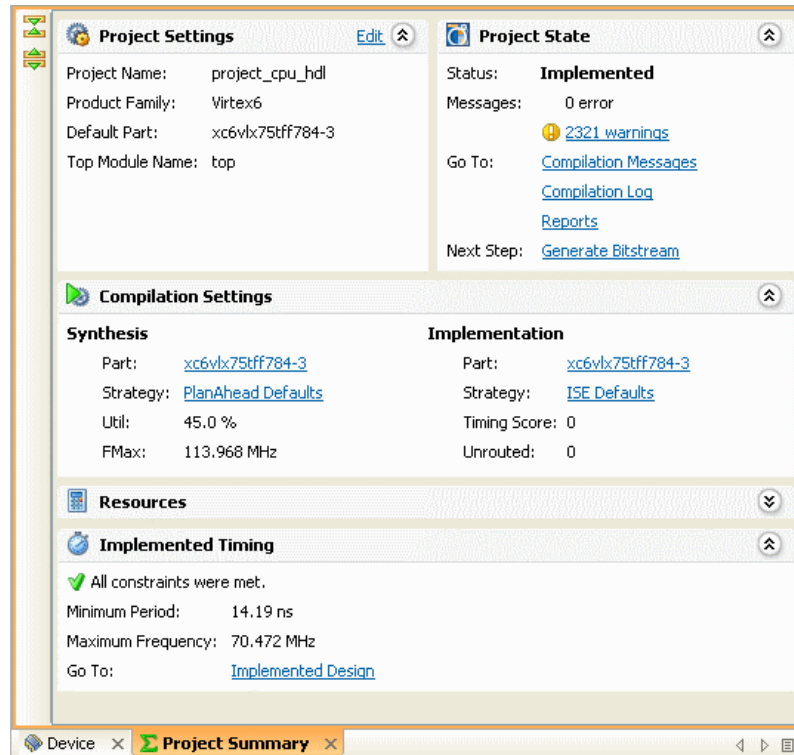 Project Settings Edit
Project Name: project_cpu_hdl
Product Family: Virtex6
Default Part: xc6vlx75tff784-3
Top Module Name: top
Project State
Status: Implemented
Messages: 0 error
2321 warnings
Go To: Compilation Messages
Compilation Log
Reports
Next Step: Generate Bitstream
Compilation Settings
Synthesis
Part: xc6vlx75tff784-3
Strategy: PlanAhead Defaults
Util: 45.0 %
FMax: 113.968 MHz
Implementation
Part: xc6vlx75tff784-3
Strategy: ISE Defaults
Timing Score: 0
Unrouted: 0
Resources
Implemented Timing
All constraints were met.
Minimum Period: 14.19 ns
Maximum Frequency: 70.472 MHz
Go To: Implemented Design
Device Project Summary